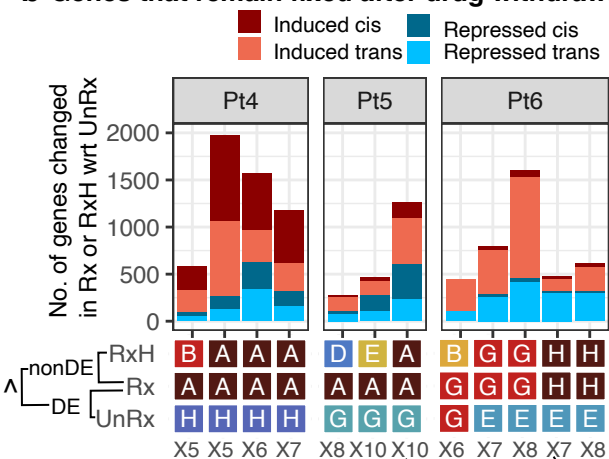 Induced cis
Repressed cis
Induced trans
Repressed trans
Pt4
Pt5
Pt6
No. of genes changed
in Rx or RxH wrt UnRx
2000
1500
1000
500
0
RxH
B A A A D E A B G G H H
nonDE
Rx
A A A A A A A G G G H H
^
DE
UnRx
H H H H G G G G E E E E
X5 X5 X6 X7 X8 X10 X10 X6 X7 X8 X7 X8